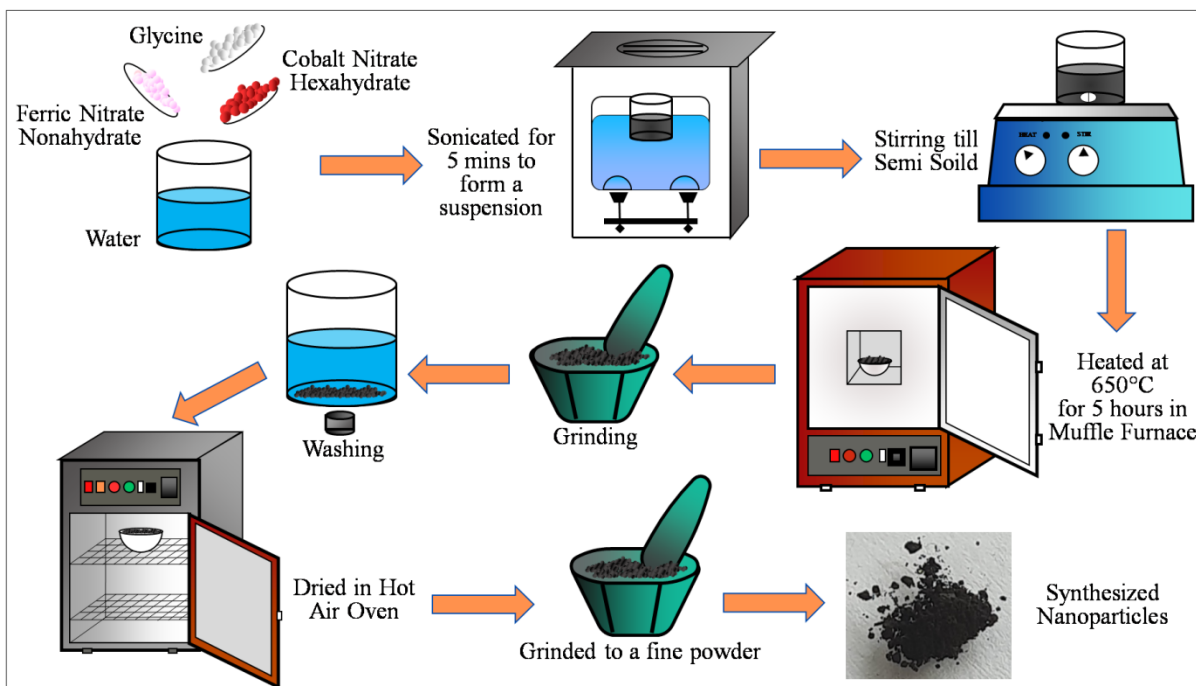 Glycine
Cobalt Nitrate
Hexahydrate
Ferric Nitrate
Nonahydrate
Water
Sonicated for
5 mins to
form a
suspension
Stirring till
Semi Soild
HEAT
STIR
Heated at
650°C
for 5 hours in
Muffle Furnace
Grinding
Washing
Dried in Hot
Air Oven
Grinded to a fine powder
Synthesized
Nanoparticles